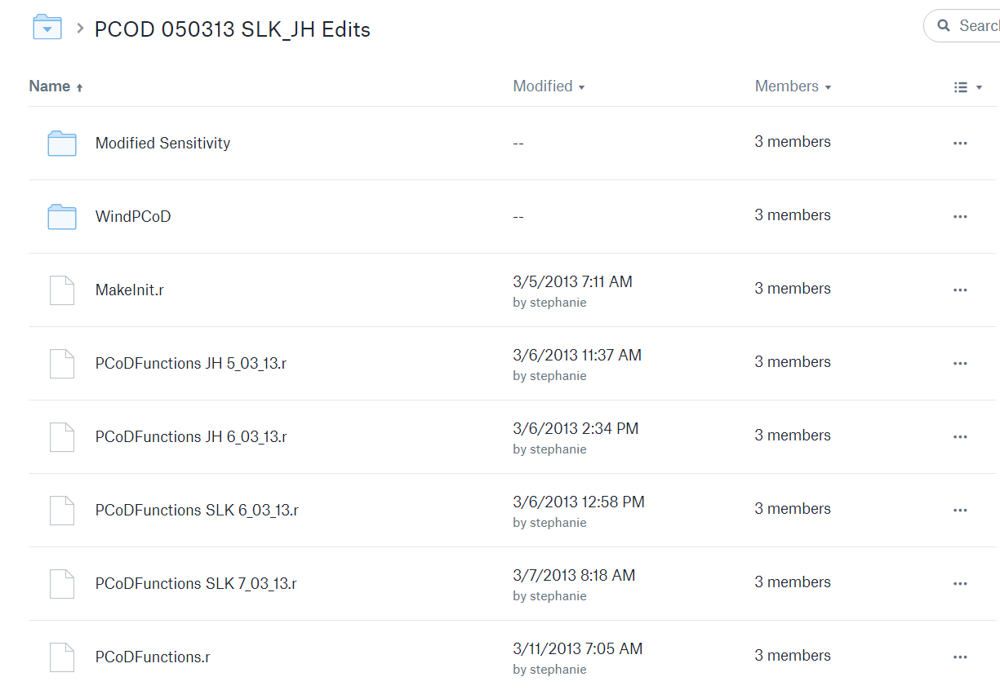 PCOD 050313 SLK_JH Edits
Searc
Name Modified Members
Modified Sensitivity -- 3 members
WindPCoD -- 3 members
MakeInit.r 3/5/2013 7:11 AM 3 members
by stephanie
PCoDFunctions JH 5_03_13.r 3/6/2013 11:37 AM 3 members
by stephanie
PCoDFunctions JH 6_03_13.r 3/6/2013 2:34 PM 3 members
by stephanie
PCoDFunctions SLK 6_03_13.r 3/6/2013 12:58 PM 3 members
by stephanie
PCoDFunctions SLK 7_03_13.r 3/7/2013 8:18 AM 3 members
by stephanie
PCoDFunctions.r 3/11/2013 7:05 AM 3 members
by stephanie